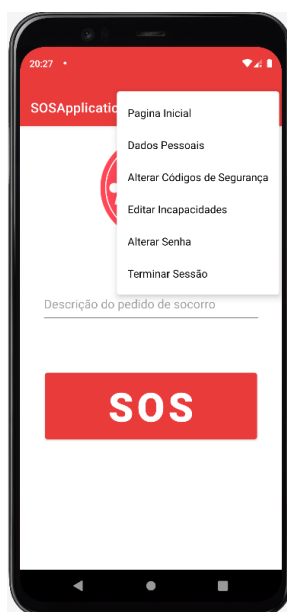 20:27
SOSApplicatio
Pagina Inicial
Dados Pessoais
Alterar Códigos de Segurança
Editar Incapacidades
Alterar Senha
Terminar Sessão
Descrição do pedido de socorro
SOS